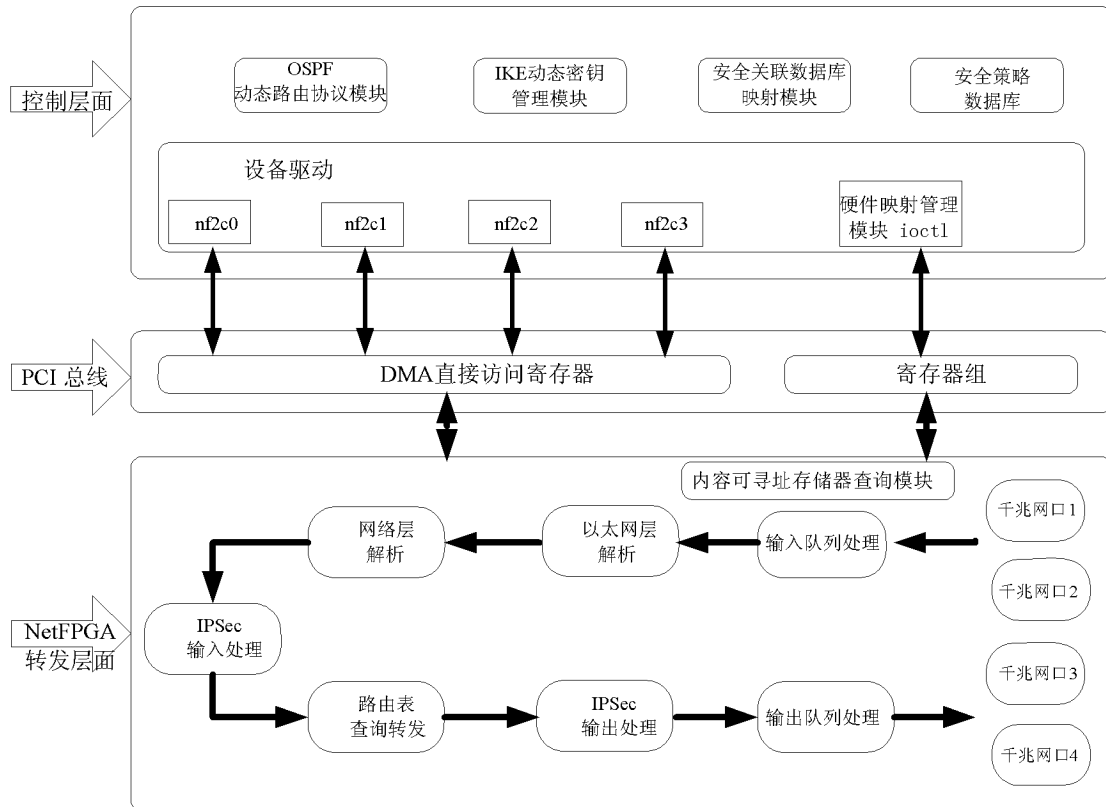 控制层面
OSPF
动态路由协议模块
IKE动态密钥
管理模块
安全关联数据库
映射模块
安全策略
数据库
设备驱动
nf2c0
nf2c1
nf2c2
nf2c3
硬件映射管理
模块 ioctl
PCI 总线
DMA直接访问寄存器
寄存器组
NetFPGA
转发层面
内容可寻址存储器查询模块
网络层
解析
以太网层
解析
输入队列处理
千兆网口1
千兆网口2
千兆网口3
千兆网口4
IPSec
输入处理
路由表
查询转发
IPSec
输出处理
输出队列处理